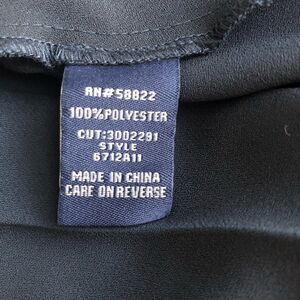 RN#58822
100%POLYESTER
CUT:3002291
STYLE
6712A11
MADE IN CHINA
CARE ON REVERSE